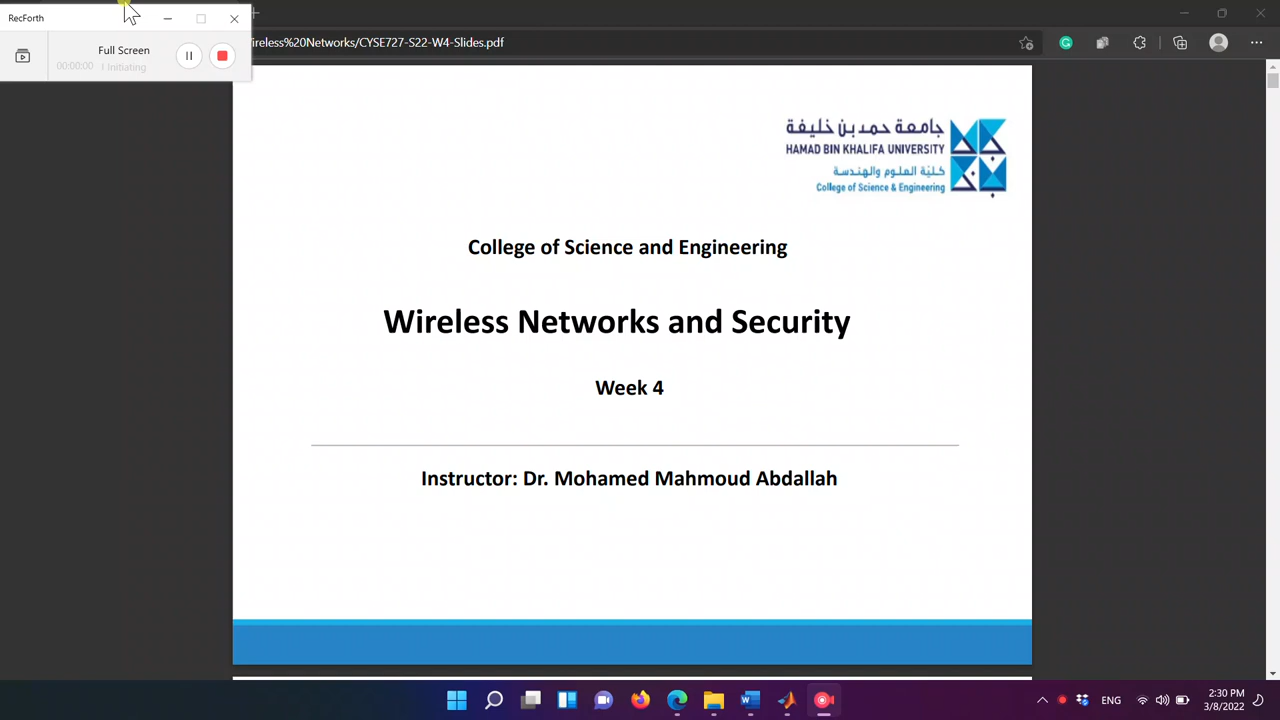 RecForth
Full Screen
00:00:00
Initiating
ireless%20Networks/CYSE727-S22-W4-Slides.pdf
جامعة حمد بن خليفة
HAMAD BIN KHALIFA UNIVERSITY
كلية العلوم والهندسة
College of Science & Engineering
College of Science and Engineering
Wireless Networks and Security
Week 4
Instructor: Dr. Mohamed Mahmoud Abdallah
ENG
2:30 PM
3/8/2022